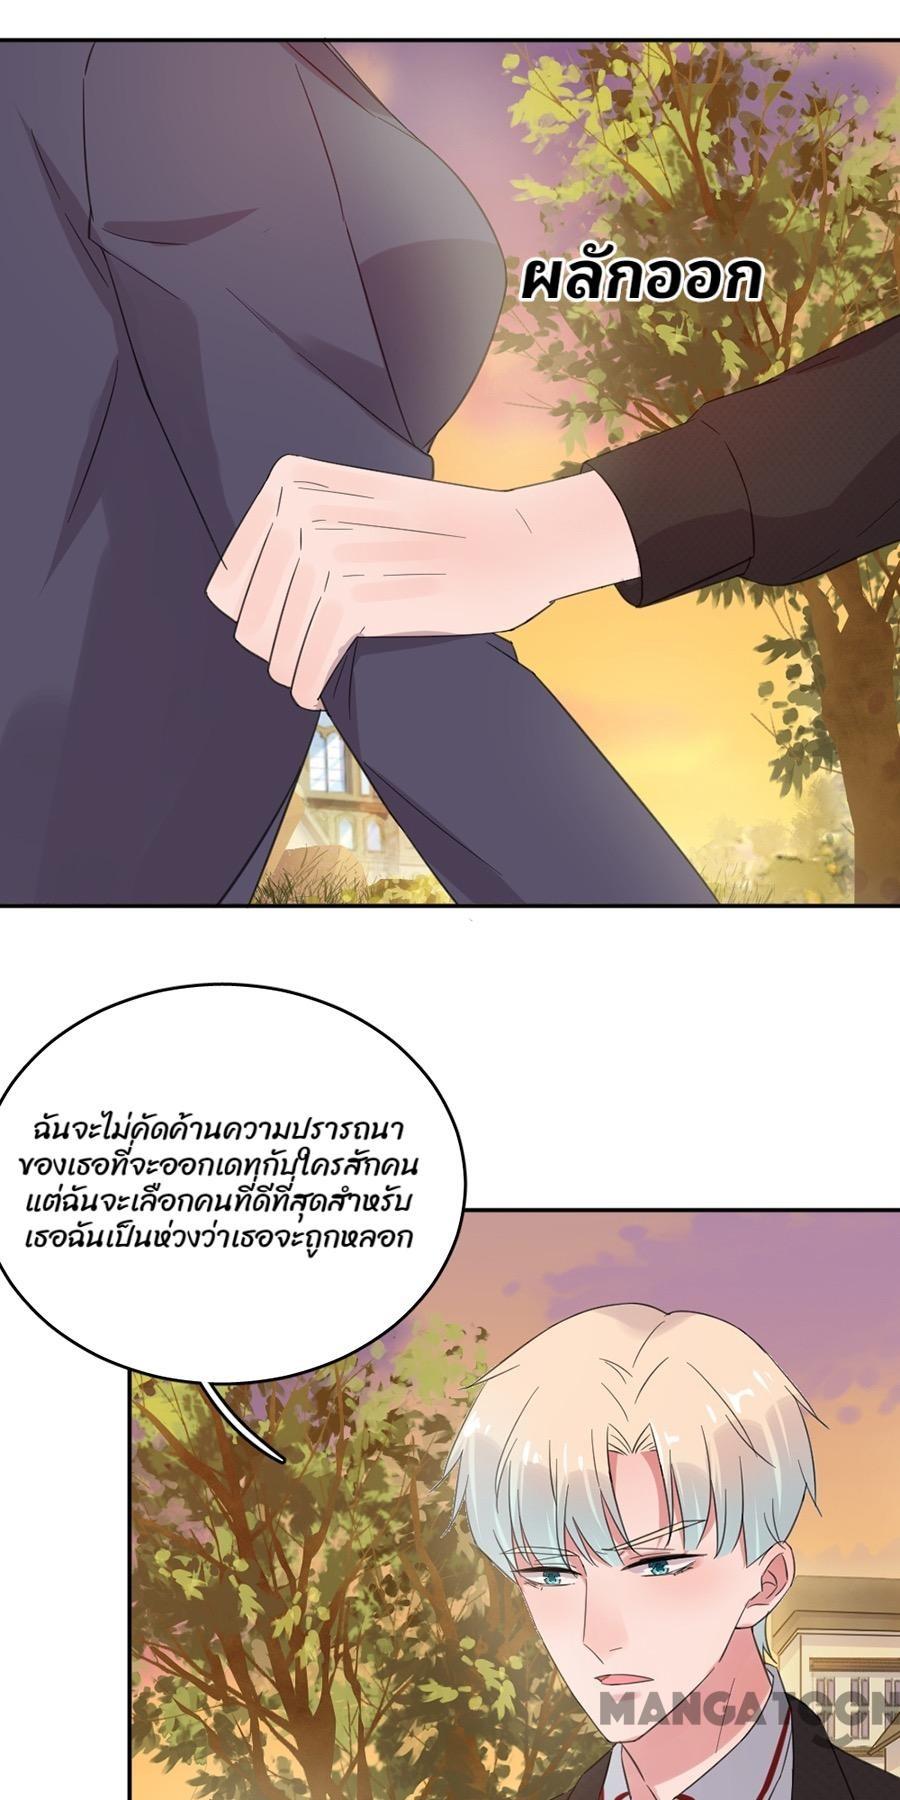 ผลักออก
ฉันจะไม่คัดค้านความปรารถนา
ของเธอที่จะออกเดทกับใครสักคน
แต่ฉันจะเลือกคนที่ดีที่สุดสำหรับ
เธอฉันเป็นห่วงว่าเธอจะถูกหลอก
MANGATOON